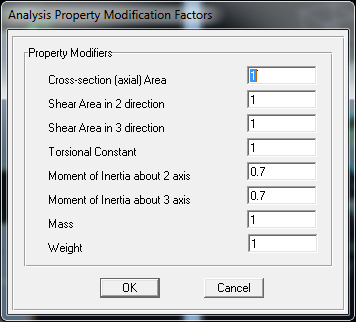 Analysis Property Modification Factors
Property Modifiers
Cross-section (axial) Area 1
Shear Area in 2 direction 1
Shear Area in 3 direction 1
Torsional Constant 1
Moment of Inertia about 2 axis 0.7
Moment of Inertia about 3 axis 0.7
Mass 1
Weight 1
OK Cancel